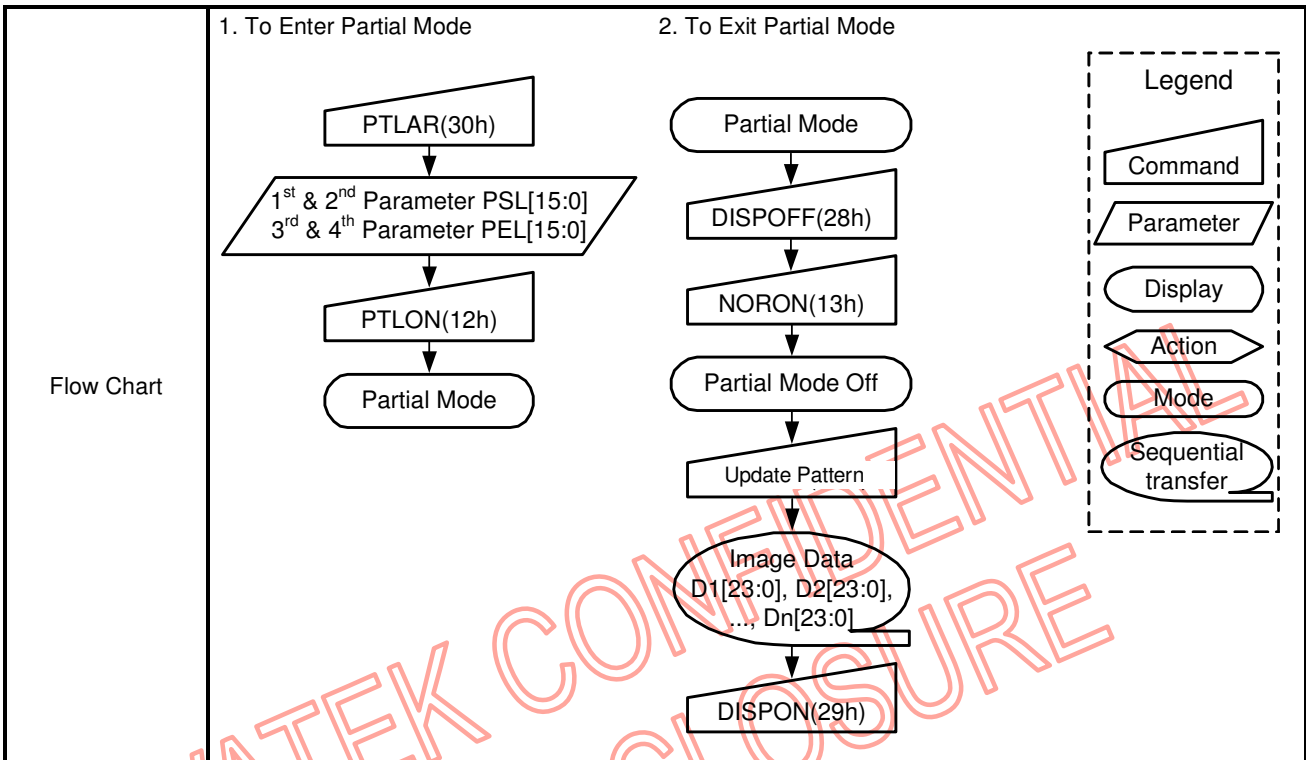 Flow Chart
1. To Enter Partial Mode
PTLAR(30h)
1st & 2nd Parameter PSL[15:0]
3rd & 4th Parameter PEL[15:0]
PTLON(12h)
Partial Mode
2. To Exit Partial Mode
Partial Mode
DISPOFF(28h)
NORON(13h)
Partial Mode Off
Update Pattern
Image Data
D1[23:0], D2[23:0],
..., Dn[23:0]
DISPON(29h)
Legend
Command
Parameter
Display
Action
Mode
Sequential
transfer
ATEK CONFIDENTIAL
CLOSURE